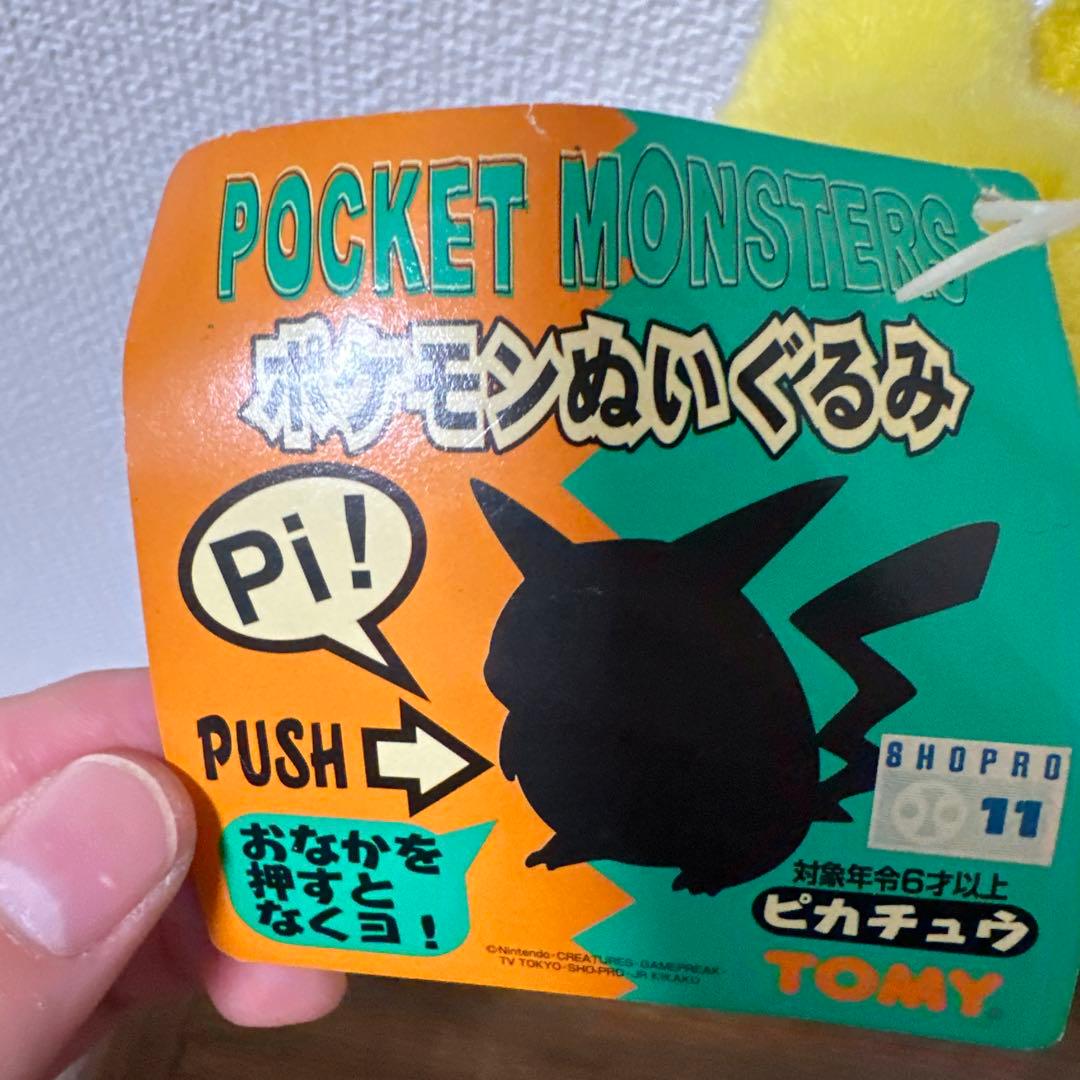 POCKET MONSTERS
ポケモンぬいぐるみ
Pi!
PUSH
おなかを
押すと
なくヨ!
SHOPRO
11
対象年令6才以上
ピカチュウ
©Nintendo・CREATURES・GAMEFREAK・
TV TOKYO・SHO-PRO・JR KIKAKU
TOMY®